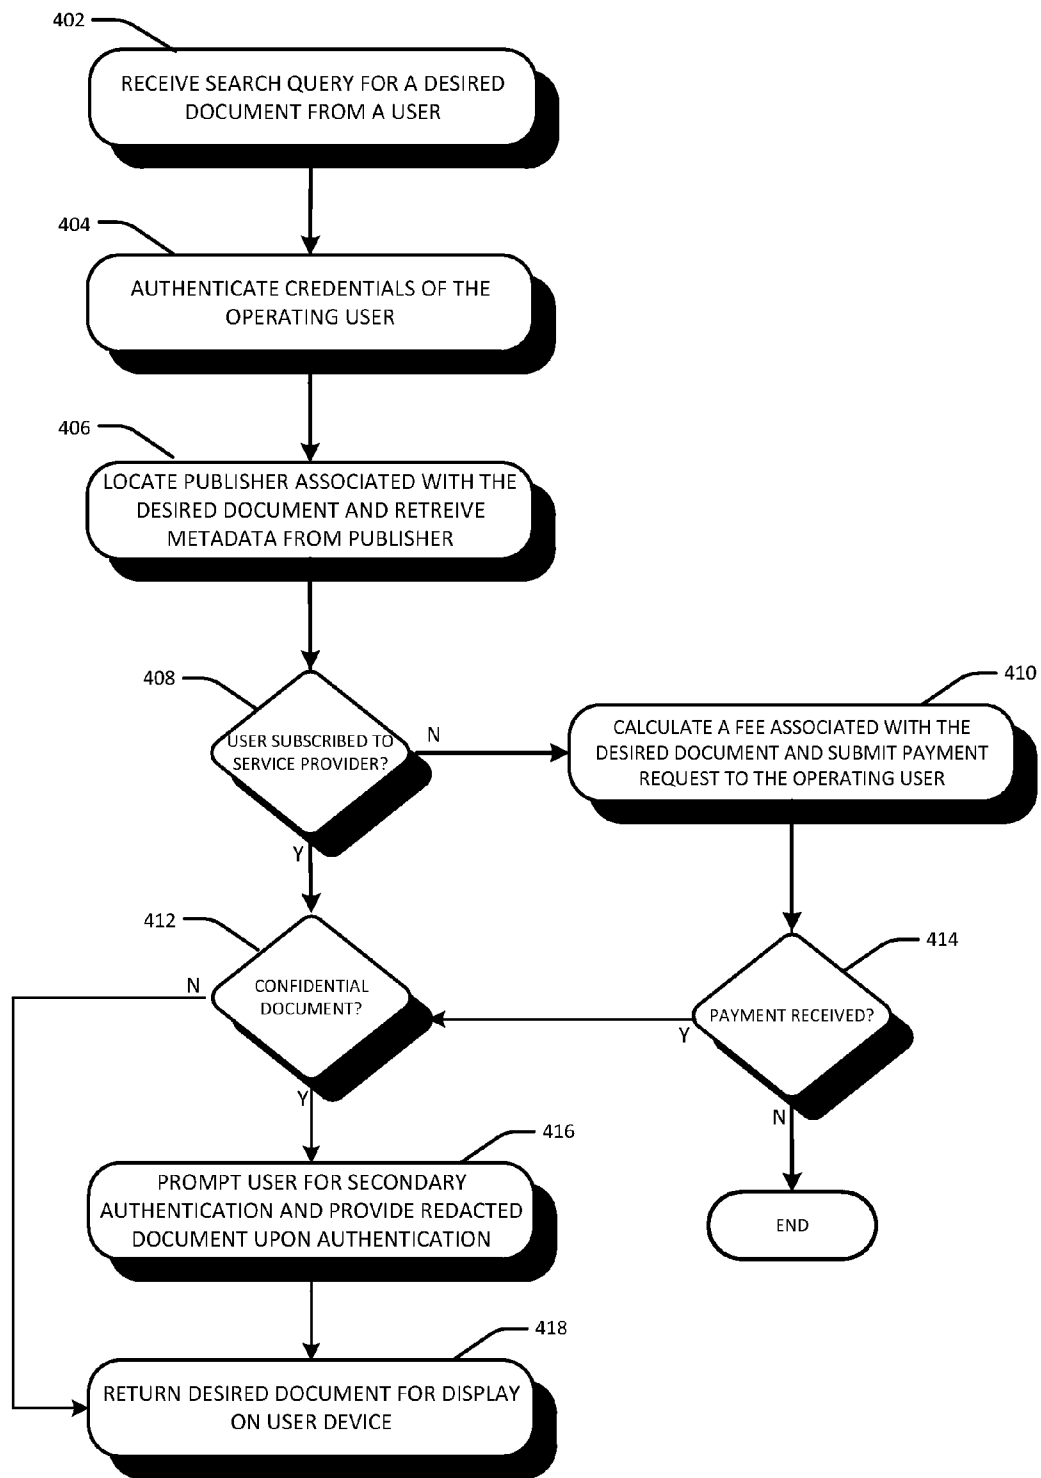 402
RECEIVE SEARCH QUERY FOR A DESIRED
DOCUMENT FROM A USER
404
AUTHENTICATE CREDENTIALS OF THE
OPERATING USER
406
LOCATE PUBLISHER ASSOCIATED WITH THE
DESIRED DOCUMENT AND RETREIVE
METADATA FROM PUBLISHER
408
USER SUBSCRIBED TO
SERVICE PROVIDER?
N
Y
410
CALCULATE A FEE ASSOCIATED WITH THE
DESIRED DOCUMENT AND SUBMIT PAYMENT
REQUEST TO THE OPERATING USER
412
CONFIDENTIAL
DOCUMENT?
N
Y
414
PAYMENT RECEIVED?
Y
N
END
416
PROMPT USER FOR SECONDARY
AUTHENTICATION AND PROVIDE REDACTED
DOCUMENT UPON AUTHENTICATION
418
RETURN DESIRED DOCUMENT FOR DISPLAY
ON USER DEVICE